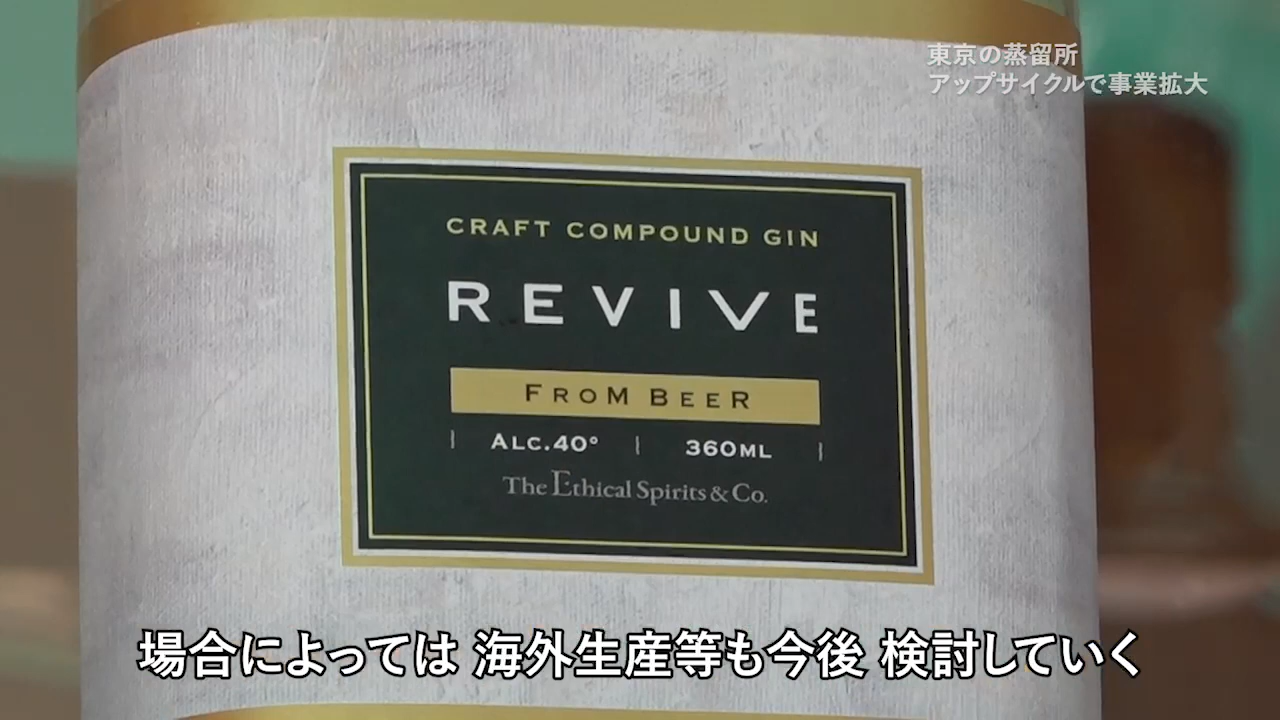 東京の蒸留所
アップサイクルで事業拡大
CRAFT COMPOUND GIN
REVIVE
FROM BEER
ALC.40° | 360ML
The Ethical Spirits & Co.
場合によっては 海外生産等も今後 検討していく